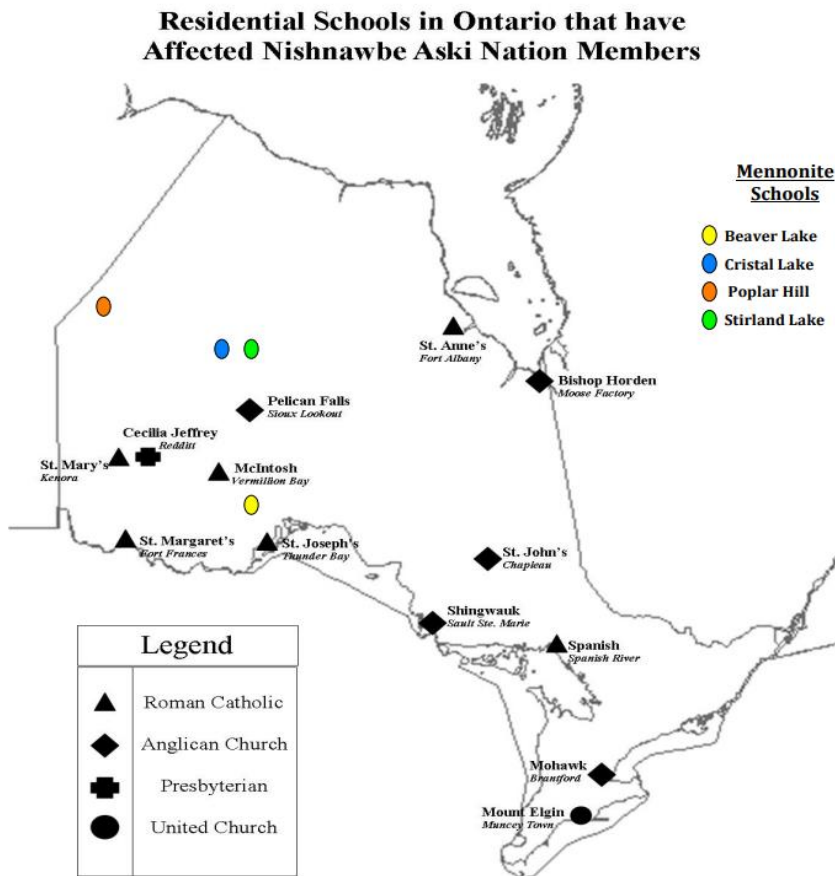 Residential Schools in Ontario that have
Affected Nishnawbe Aski Nation Members
Mennonite
Schools
Beaver Lake
Cristal Lake
Poplar Hill
Stirland Lake
St. Anne's
Fort Albany
Bishop Horden
Moose Factory
Pelican Falls
Sioux Lookout
Cecilia Jeffrey
Redditt
St. Mary's
Kenora
McIntosh
Vermillion Bay
St. Margaret's
Fort Frances
St. Joseph's
Thunder Bay
St. John's
Chapleau
Shingwauk
Sault Ste. Marie
Spanish
Spanish River
Mohawk
Brantford
Mount Elgin
Muncey Town
Legend
Roman Catholic
Anglican Church
Presbyterian
United Church